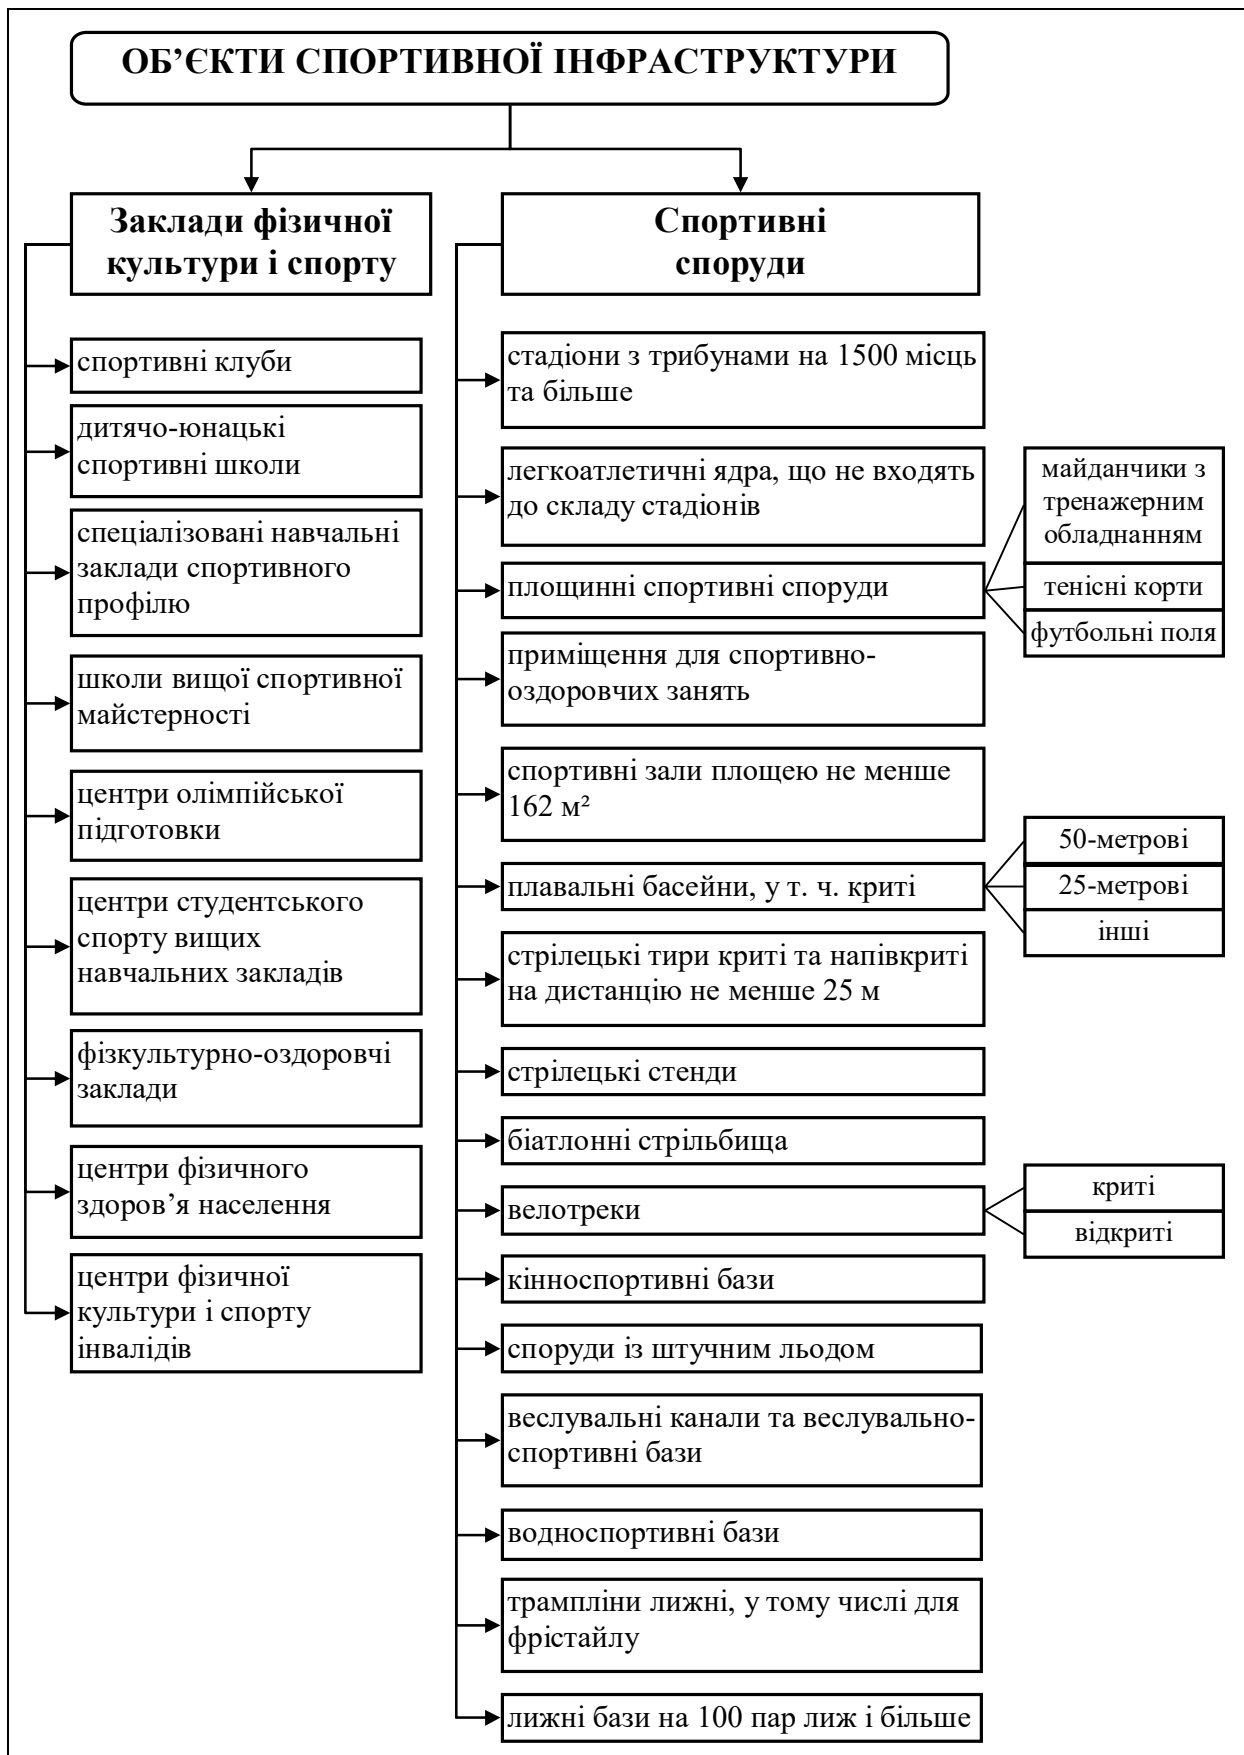 ОБ’ЄКТИ СПОРТИВНОЇ ІНФРАСТРУКТУРИ
Заклади фізичної
культури і спорту
спортивні клуби
дитячо-юнацькі
спортивні школи
спеціалізовані навчальні
заклади спортивного
профілю
школи вищої спортивної
майстерності
центри олімпійської
підготовки
центри студентського
спорту вищих
навчальних закладів
фізкультурно-оздоровчі
заклади
центри фізичного
здоров’я населення
центри фізичної
культури і спорту
інвалідів
Спортивні
споруди
стадіони з трибунами на 1500 місць
та більше
легкоатлетичні ядра, що не входять
до складу стадіонів
площинні спортивні споруди
майданчики з
тренажерним
обладнанням
тенісні корти
футбольні поля
приміщення для спортивно-
оздоровчих занять
спортивні зали площею не менше
162 м²
плавальні басейни, у т. ч. криті
50-метрові
25-метрові
інші
стрілецькі тири криті та напівкриті
на дистанцію не менше 25 м
стрілецькі стенди
біатлонні стрільбища
велотреки
криті
відкриті
кінноспортивні бази
споруди із штучним льодом
веслувальні канали та веслувально-
спортивні бази
водноспортивні бази
трампліни лижні, у тому числі для
фрістайлу
лижні бази на 100 пар лиж і більше